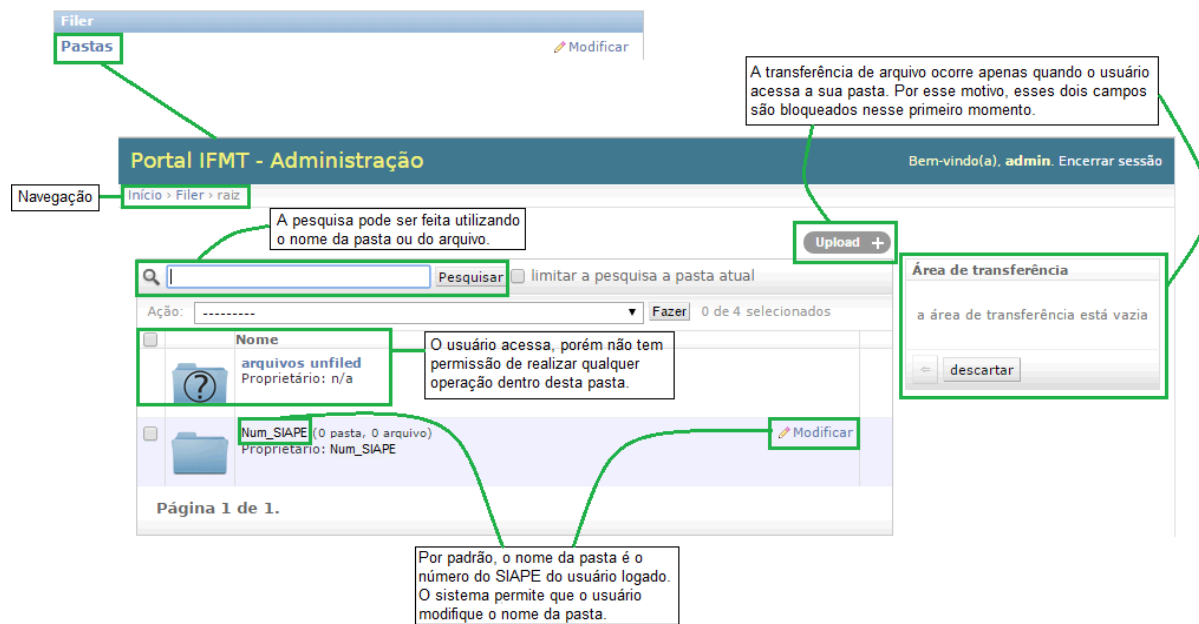 Filer
Pastas
Modificar
A transferência de arquivo ocorre apenas quando o usuário
acessa a sua pasta. Por esse motivo, esses dois campos
são bloqueados nesse primeiro momento.
Portal IFMT - Administração
Bem-vindo(a), admin. Encerrar sessão
Navegação
Início › Filer › raiz
A pesquisa pode ser feita utilizando
o nome da pasta ou do arquivo.
Upload +
Pesquisar
limitar a pesquisa a pasta atual
Área de transferência
a área de transferência está vazia
descartar
Ação: ---------
Fazer
0 de 4 selecionados
Nome
arquivos unfiled
Proprietário: n/a
O usuário acessa, porém não tem
permissão de realizar qualquer
operação dentro desta pasta.
Num_SIAPE (0 pasta, 0 arquivo)
Proprietário: Num_SIAPE
Modificar
Página 1 de 1.
Por padrão, o nome da pasta é o
número do SIAPE do usuário logado.
O sistema permite que o usuário
modifique o nome da pasta.